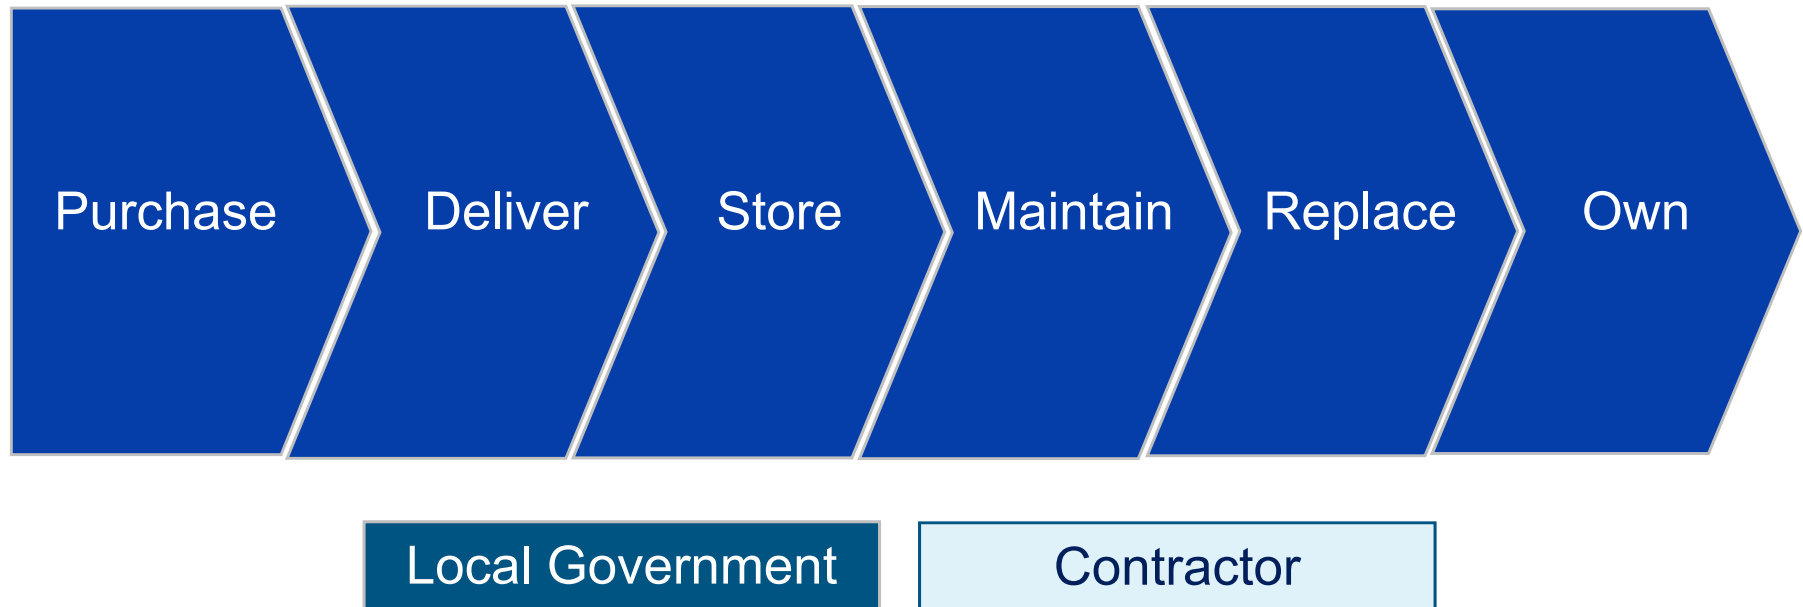 Purchase
Deliver
Store
Maintain
Replace
Own
Local Government
Contractor